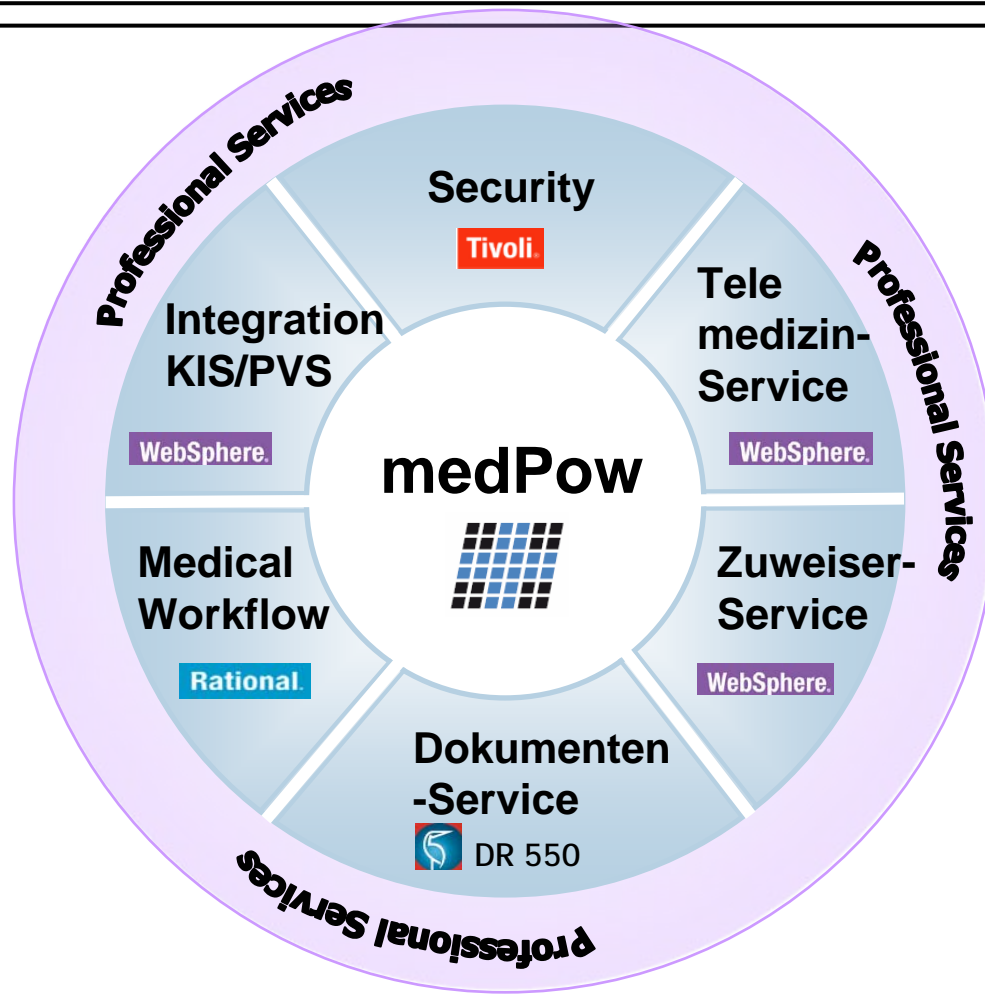 Professional Services
Security
Tivoli.
Tele
medizin-
Service
WebSphere.
Professional Services
Integration
KIS/PVS
WebSphere.
medPow
Medical
Workflow
Rational.
Zuweiser-
Service
WebSphere.
Dokumenten
-Service
DR 550
Professional Services